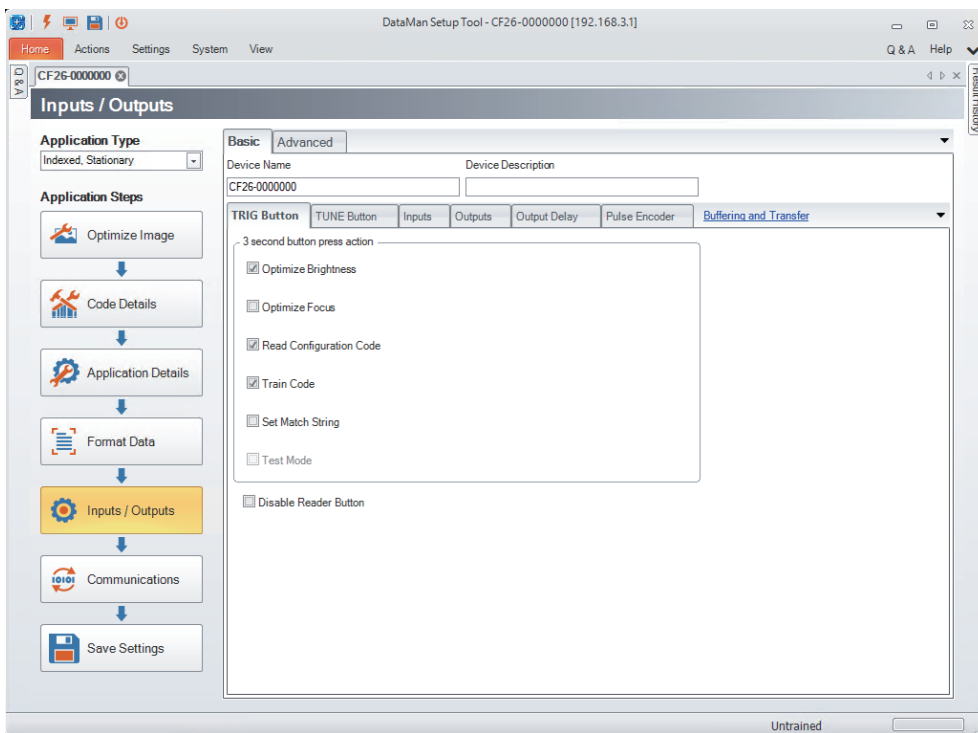 DataMan Setup Tool - CF26-0000000 [192.168.3.1]
Home Actions Settings System View Q & A Help
Q & A
CF26-0000000
Result History
Inputs / Outputs
Application Type
Indexed, Stationary
Application Steps
Optimize Image
Code Details
Application Details
Format Data
Inputs / Outputs
Communications
Save Settings
Basic Advanced
Device Name Device Description
CF26-0000000
TRIG Button TUNE Button Inputs Outputs Output Delay Pulse Encoder Buffering and Transfer
3 second button press action
Optimize Brightness
Optimize Focus
Read Configuration Code
Train Code
Set Match String
Test Mode
Disable Reader Button
Untrained